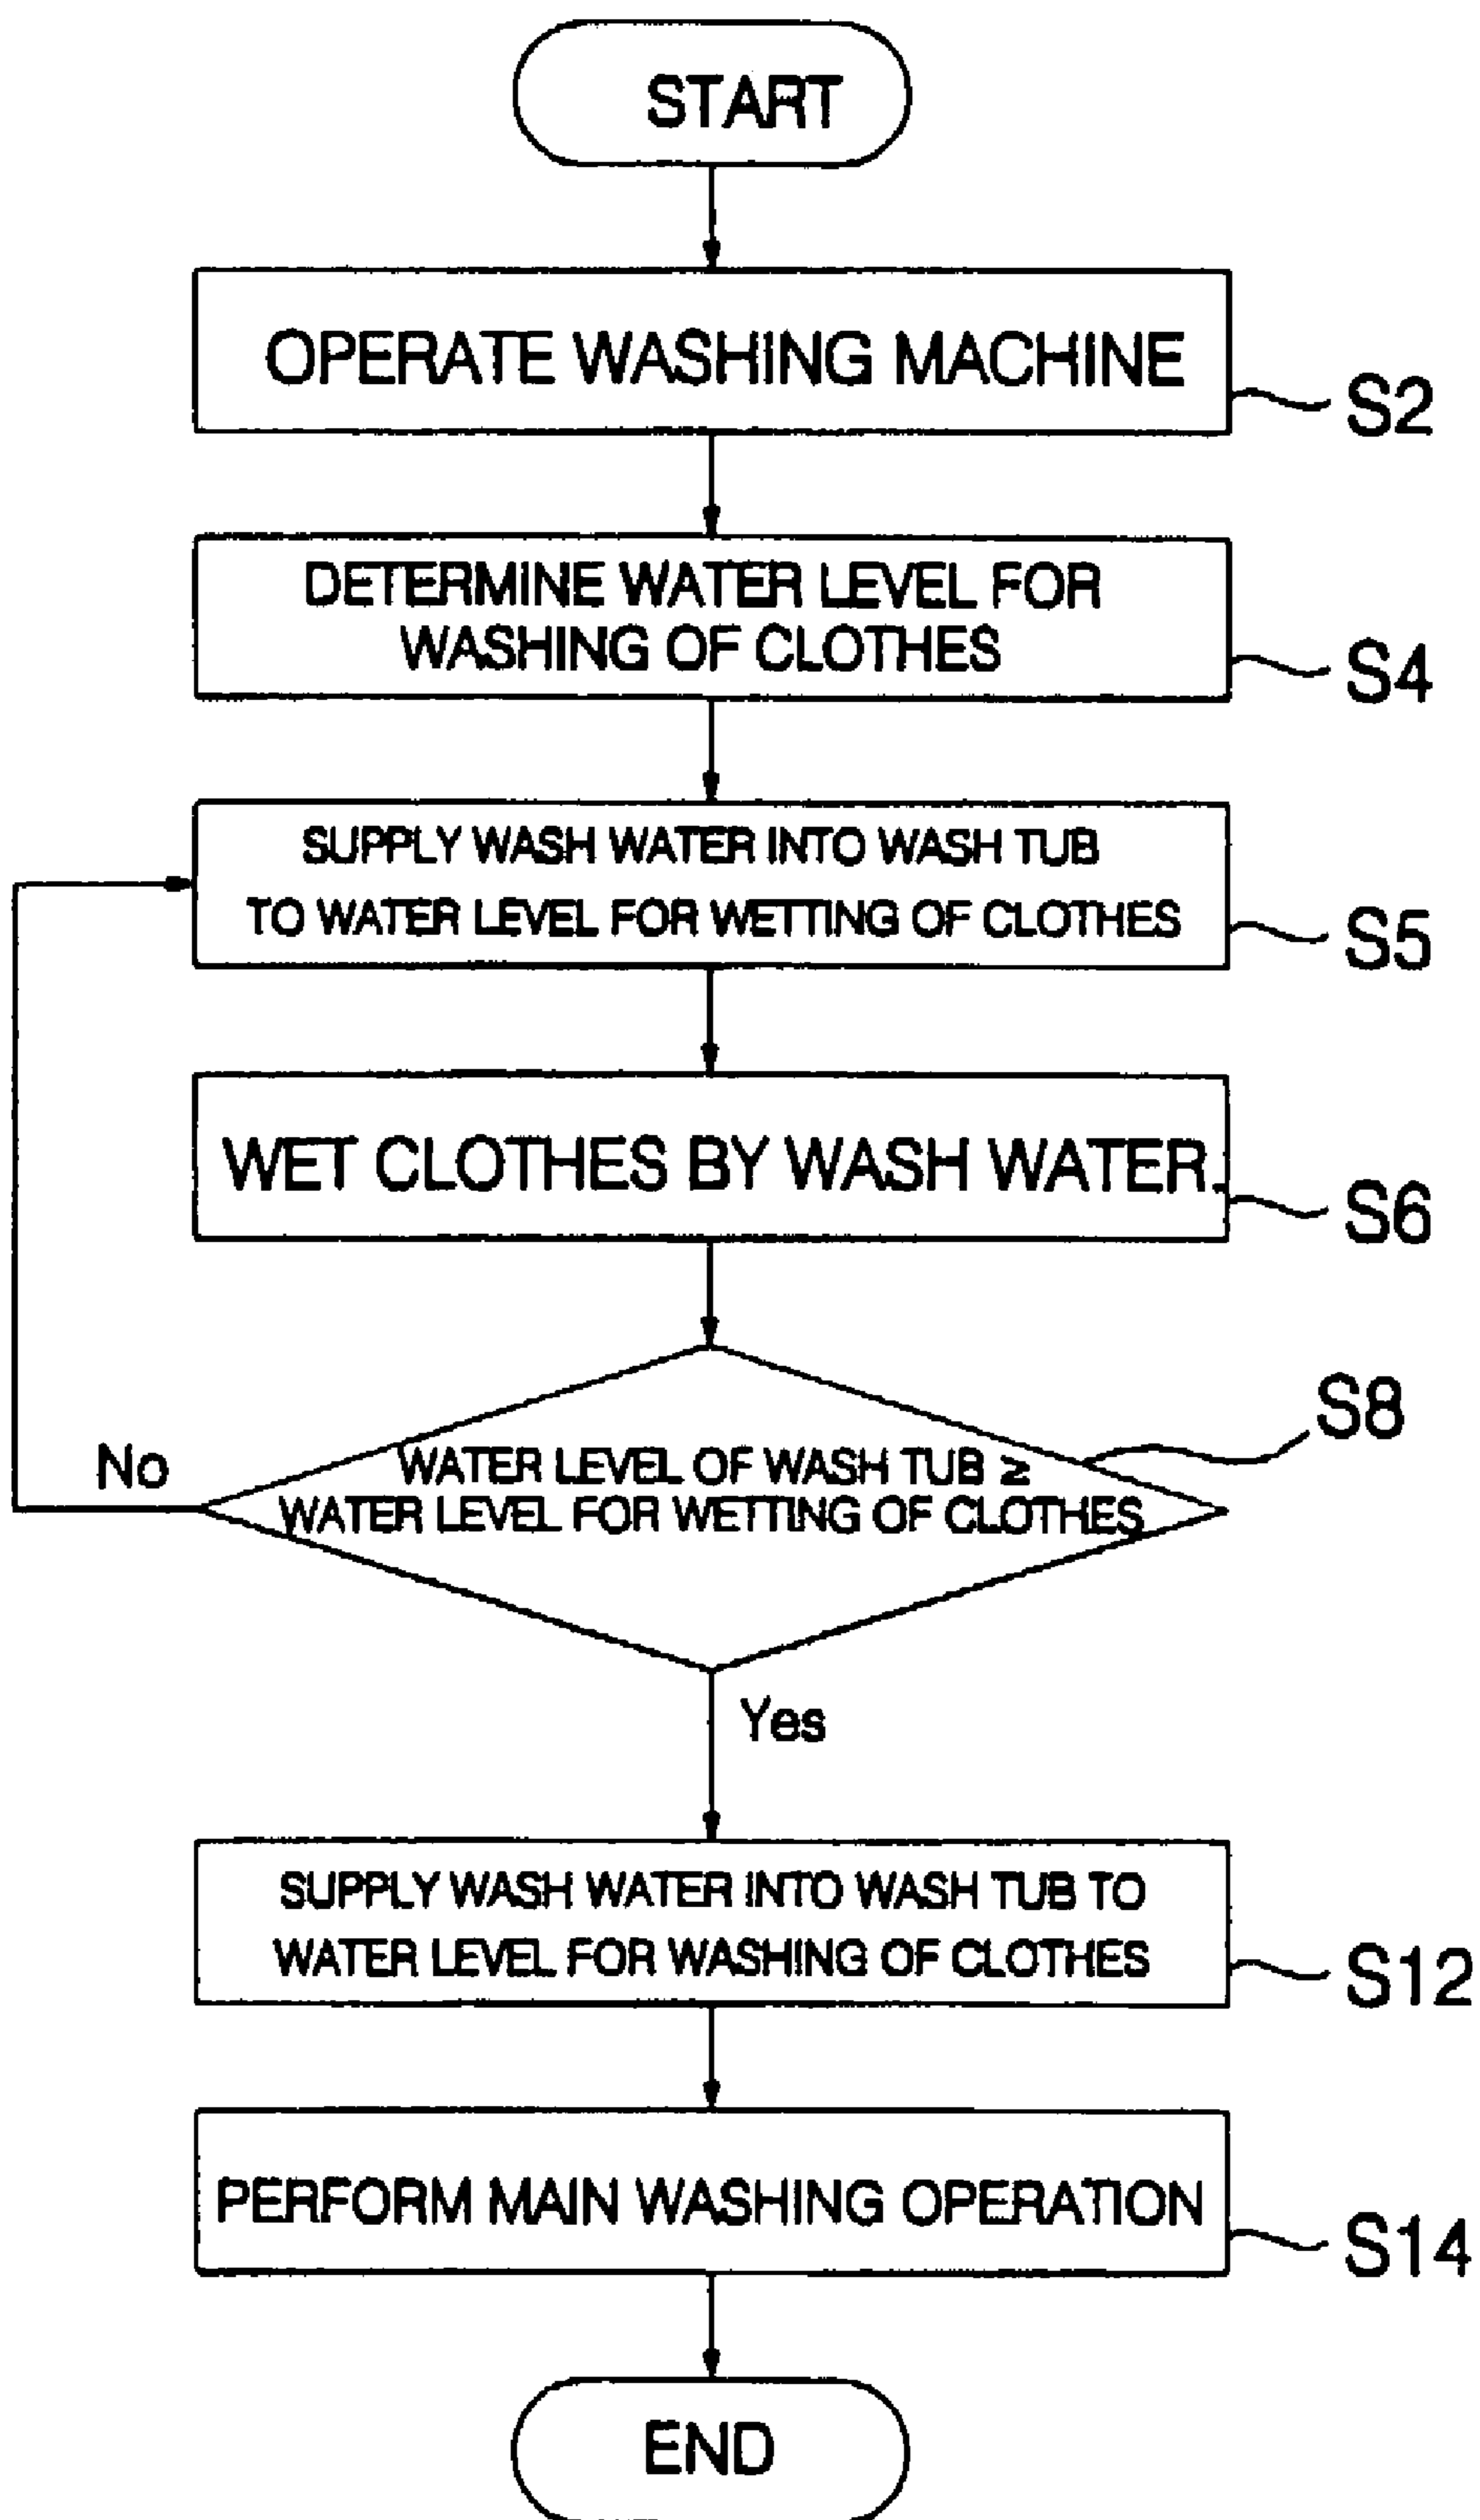 START
OPERATE WASHING MACHINE
S2
DETERMINE WATER LEVEL FOR
WASHING OF CLOTHES
S4
SUPPLY WASH WATER INTO WASH TUB
TO WATER LEVEL FOR WETTING OF CLOTHES
S5
WET CLOTHES BY WASH WATER.
S6
S8
No
WATER LEVEL OF WASH TUB ≥
WATER LEVEL FOR WETTING OF CLOTHES
Yes
SUPPLY WASH WATER INTO WASH TUB TO
WATER LEVEL FOR WASHING OF CLOTHES
S12
PERFORM MAIN WASHING OPERATION
S14
END